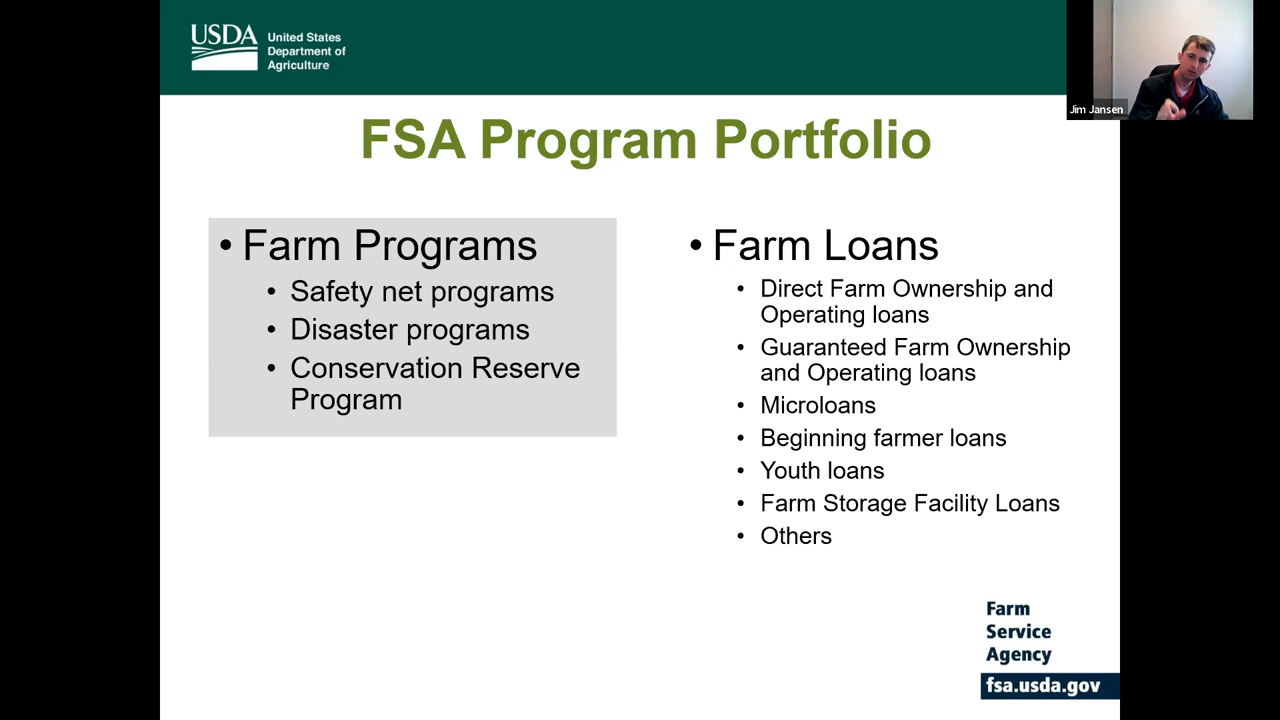 USDA
United States
Department of
Agriculture
Jim Jansen
FSA Program Portfolio
• Farm Programs
• Safety net programs
• Disaster programs
• Conservation Reserve
Program
• Farm Loans
• Direct Farm Ownership and
Operating loans
• Guaranteed Farm Ownership
and Operating loans
• Microloans
• Beginning farmer loans
• Youth loans
• Farm Storage Facility Loans
• Others
Farm
Service
Agency
fsa.usda.gov